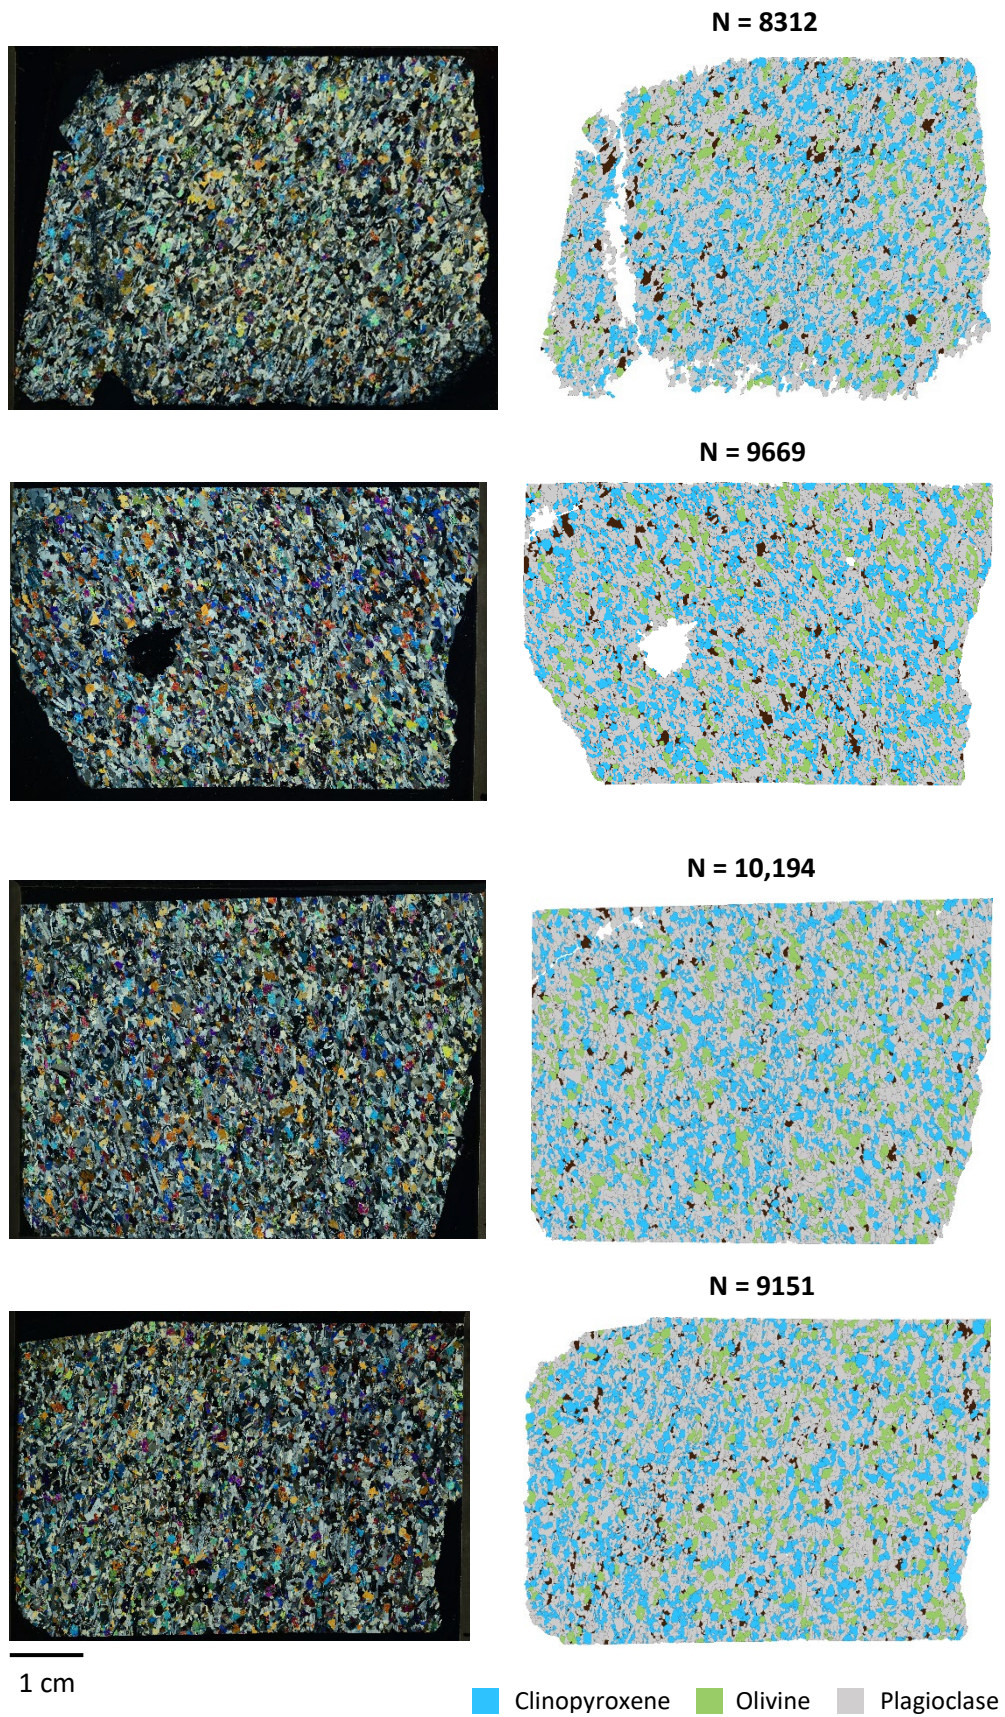 N = 8312
N = 9669
N = 10,194
N = 9151
1 cm
Clinopyroxene Olivine Plagioclase